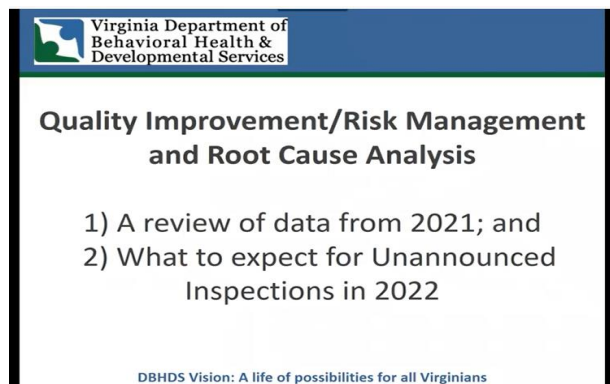 Virginia Department of
Behavioral Health &
Developmental Services
Quality Improvement/Risk Management
and Root Cause Analysis
1) A review of data from 2021; and
2) What to expect for Unannounced
Inspections in 2022
DBHDS Vision: A life of possibilities for all Virginians